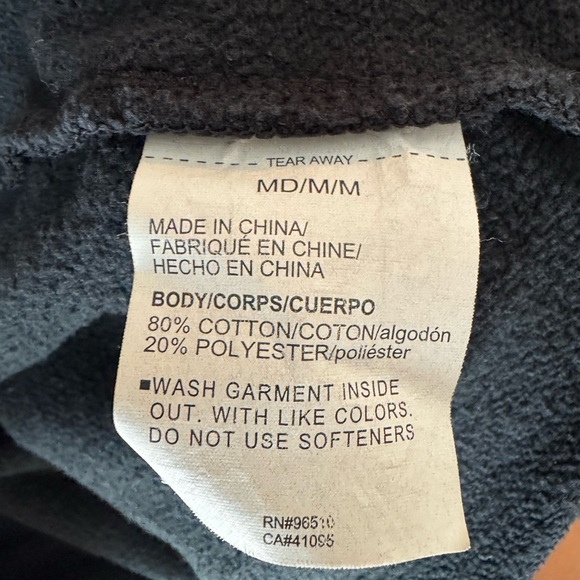 TEAR AWAY
MD/M/M
MADE IN CHINA/
FABRIQUÉ EN CHINE/
HECHO EN CHINA
BODY/CORPS/CUERPO
80% COTTON/COTON/algodón
20% POLYESTER/poliéster
▪WASH GARMENT INSIDE
OUT. WITH LIKE COLORS.
DO NOT USE SOFTENERS
CA#41095